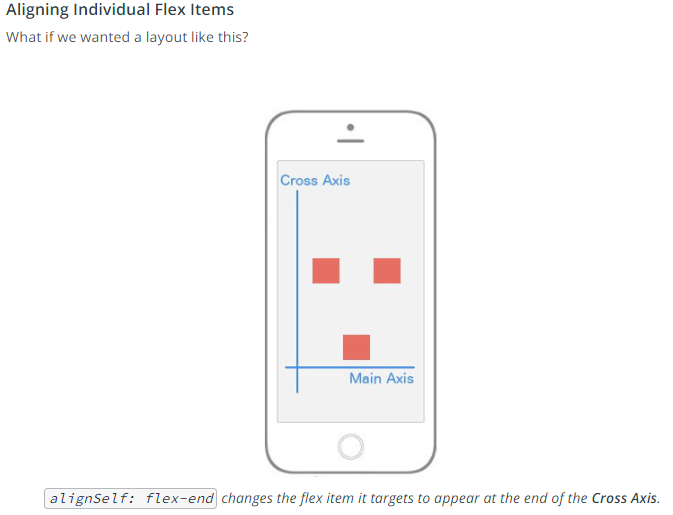 Aligning Individual Flex Items
What if we wanted a layout like this?
Cross Axis
Main Axis
alignSelf: flex-end changes the flex item it targets to appear at the end of the Cross Axis.